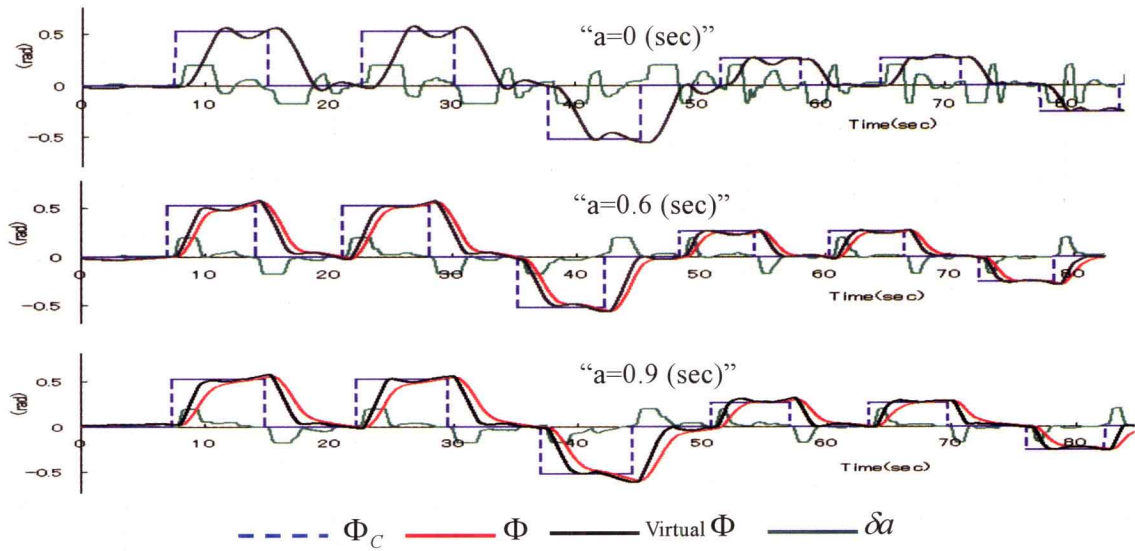 0.5
(rad)
0
-0.5
0 10 20 30 40 50 60 70 80
“a=0 (sec)”
Time(sec)
0.5
(rad)
0
-0.5
0 10 20 30 40 50 60 70 80
“a=0.6 (sec)”
Time(sec)
0.5
(rad)
0
-0.5
0 10 20 30 40 50 60 70 80
“a=0.9 (sec)”
Time(sec)
Φ_C Φ Virtual Φ δa